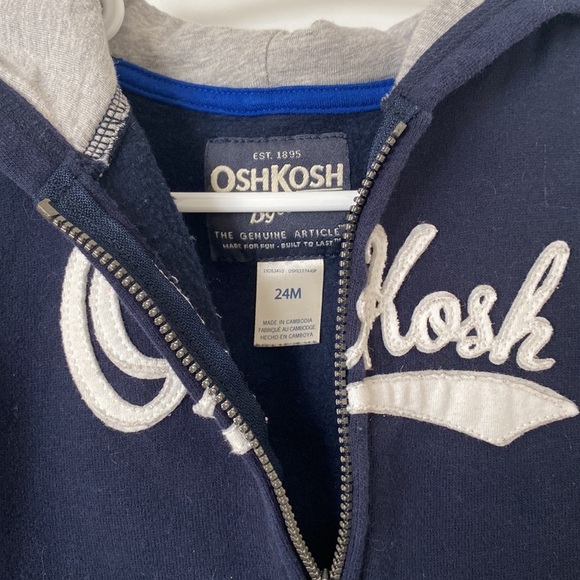 EST. 1895
OSHKOSH
THE GENUINE ARTICLE
MADE FOR FUN - BUILT TO LAST
24M
MADE IN CAMBODIA
FABRIQUÉ AU CAMBODGE
HECHO EN CAMBOYA
Kosh